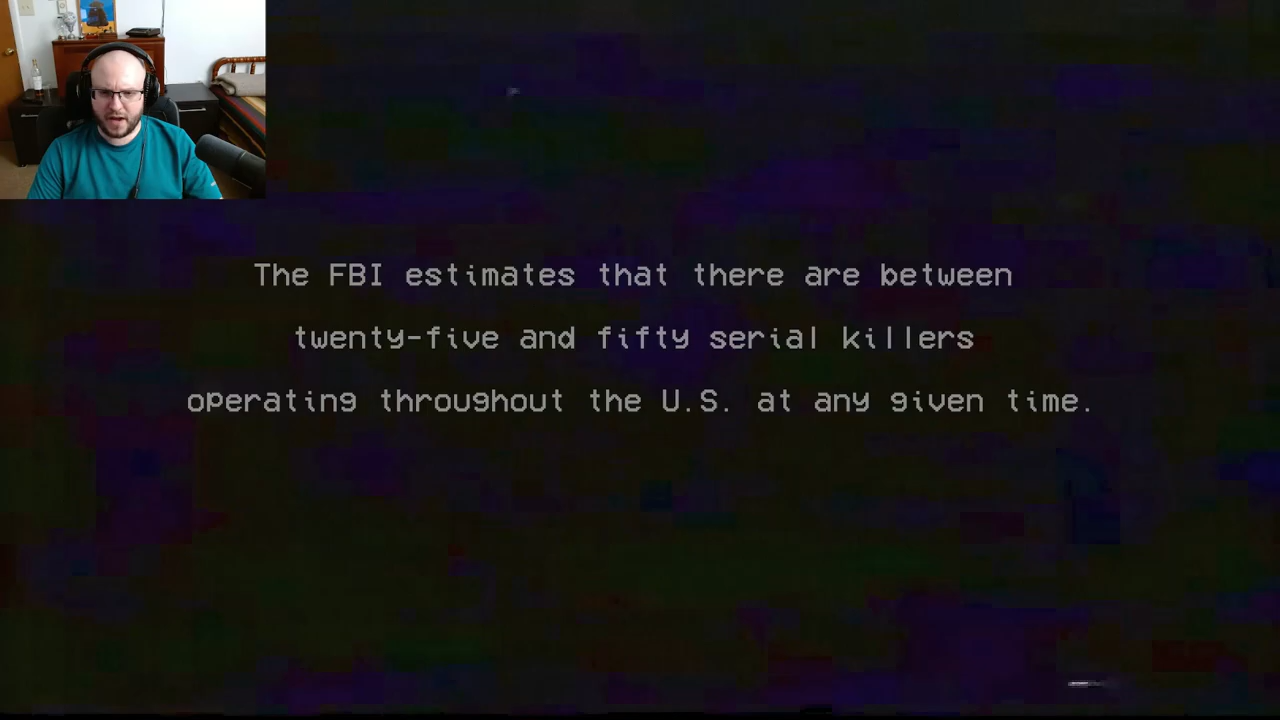 The FBI estimates that there are between
twenty-five and fifty serial killers
operating throughout the U.S. at any given time.